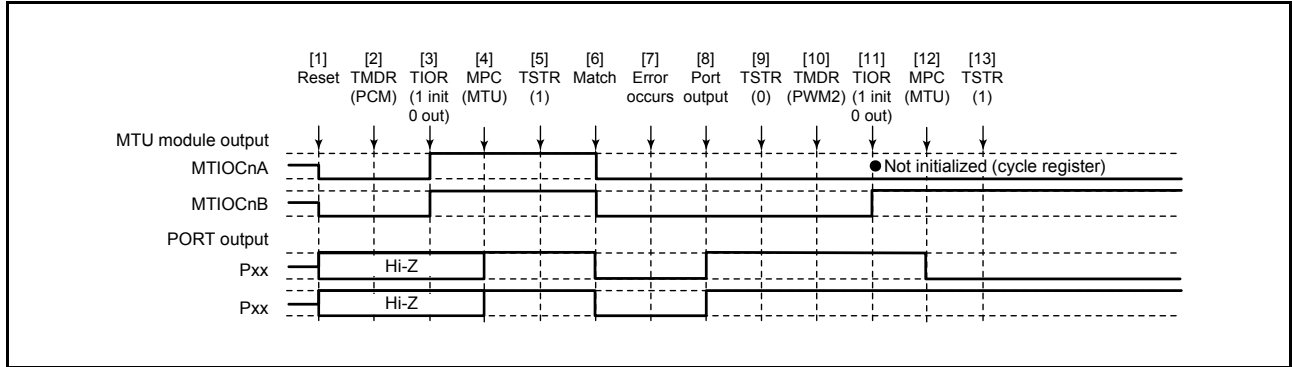 [1] [2] [3] [4] [5] [6] [7] [8] [9] [10] [11] [12] [13]
Reset TMDR TIOR MPC TSTR Match Error Port TSTR TMDR TIOR MPC TSTR
(PCM) (1 init (MTU) (1) occurs output (0) (PWM2) (1 init (MTU) (1)
0 out) 0 out)
MTU module output
MTIOCnA
Not initialized (cycle register)
MTIOCnB
PORT output
Pxx
Hi-Z
Pxx
Hi-Z